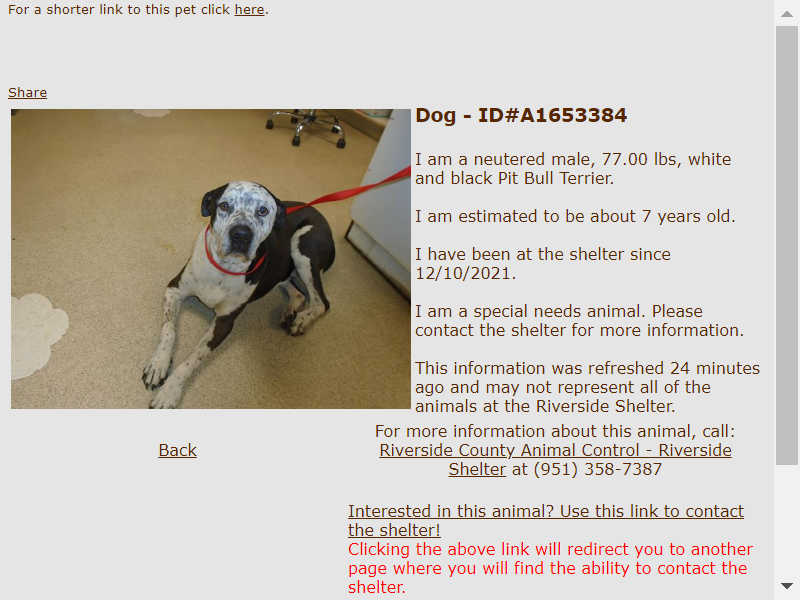 For a shorter link to this pet click here.
Share
Dog - ID#A1653384
I am a neutered male, 77.00 lbs, white
and black Pit Bull Terrier.
I am estimated to be about 7 years old.
I have been at the shelter since
12/10/2021.
I am a special needs animal. Please
contact the shelter for more information.
This information was refreshed 24 minutes
ago and may not represent all of the
animals at the Riverside Shelter.
Back
For more information about this animal, call:
Riverside County Animal Control - Riverside
Shelter at (951) 358-7387
Interested in this animal? Use this link to contact
the shelter!
Clicking the above link will redirect you to another
page where you will find the ability to contact the
shelter.